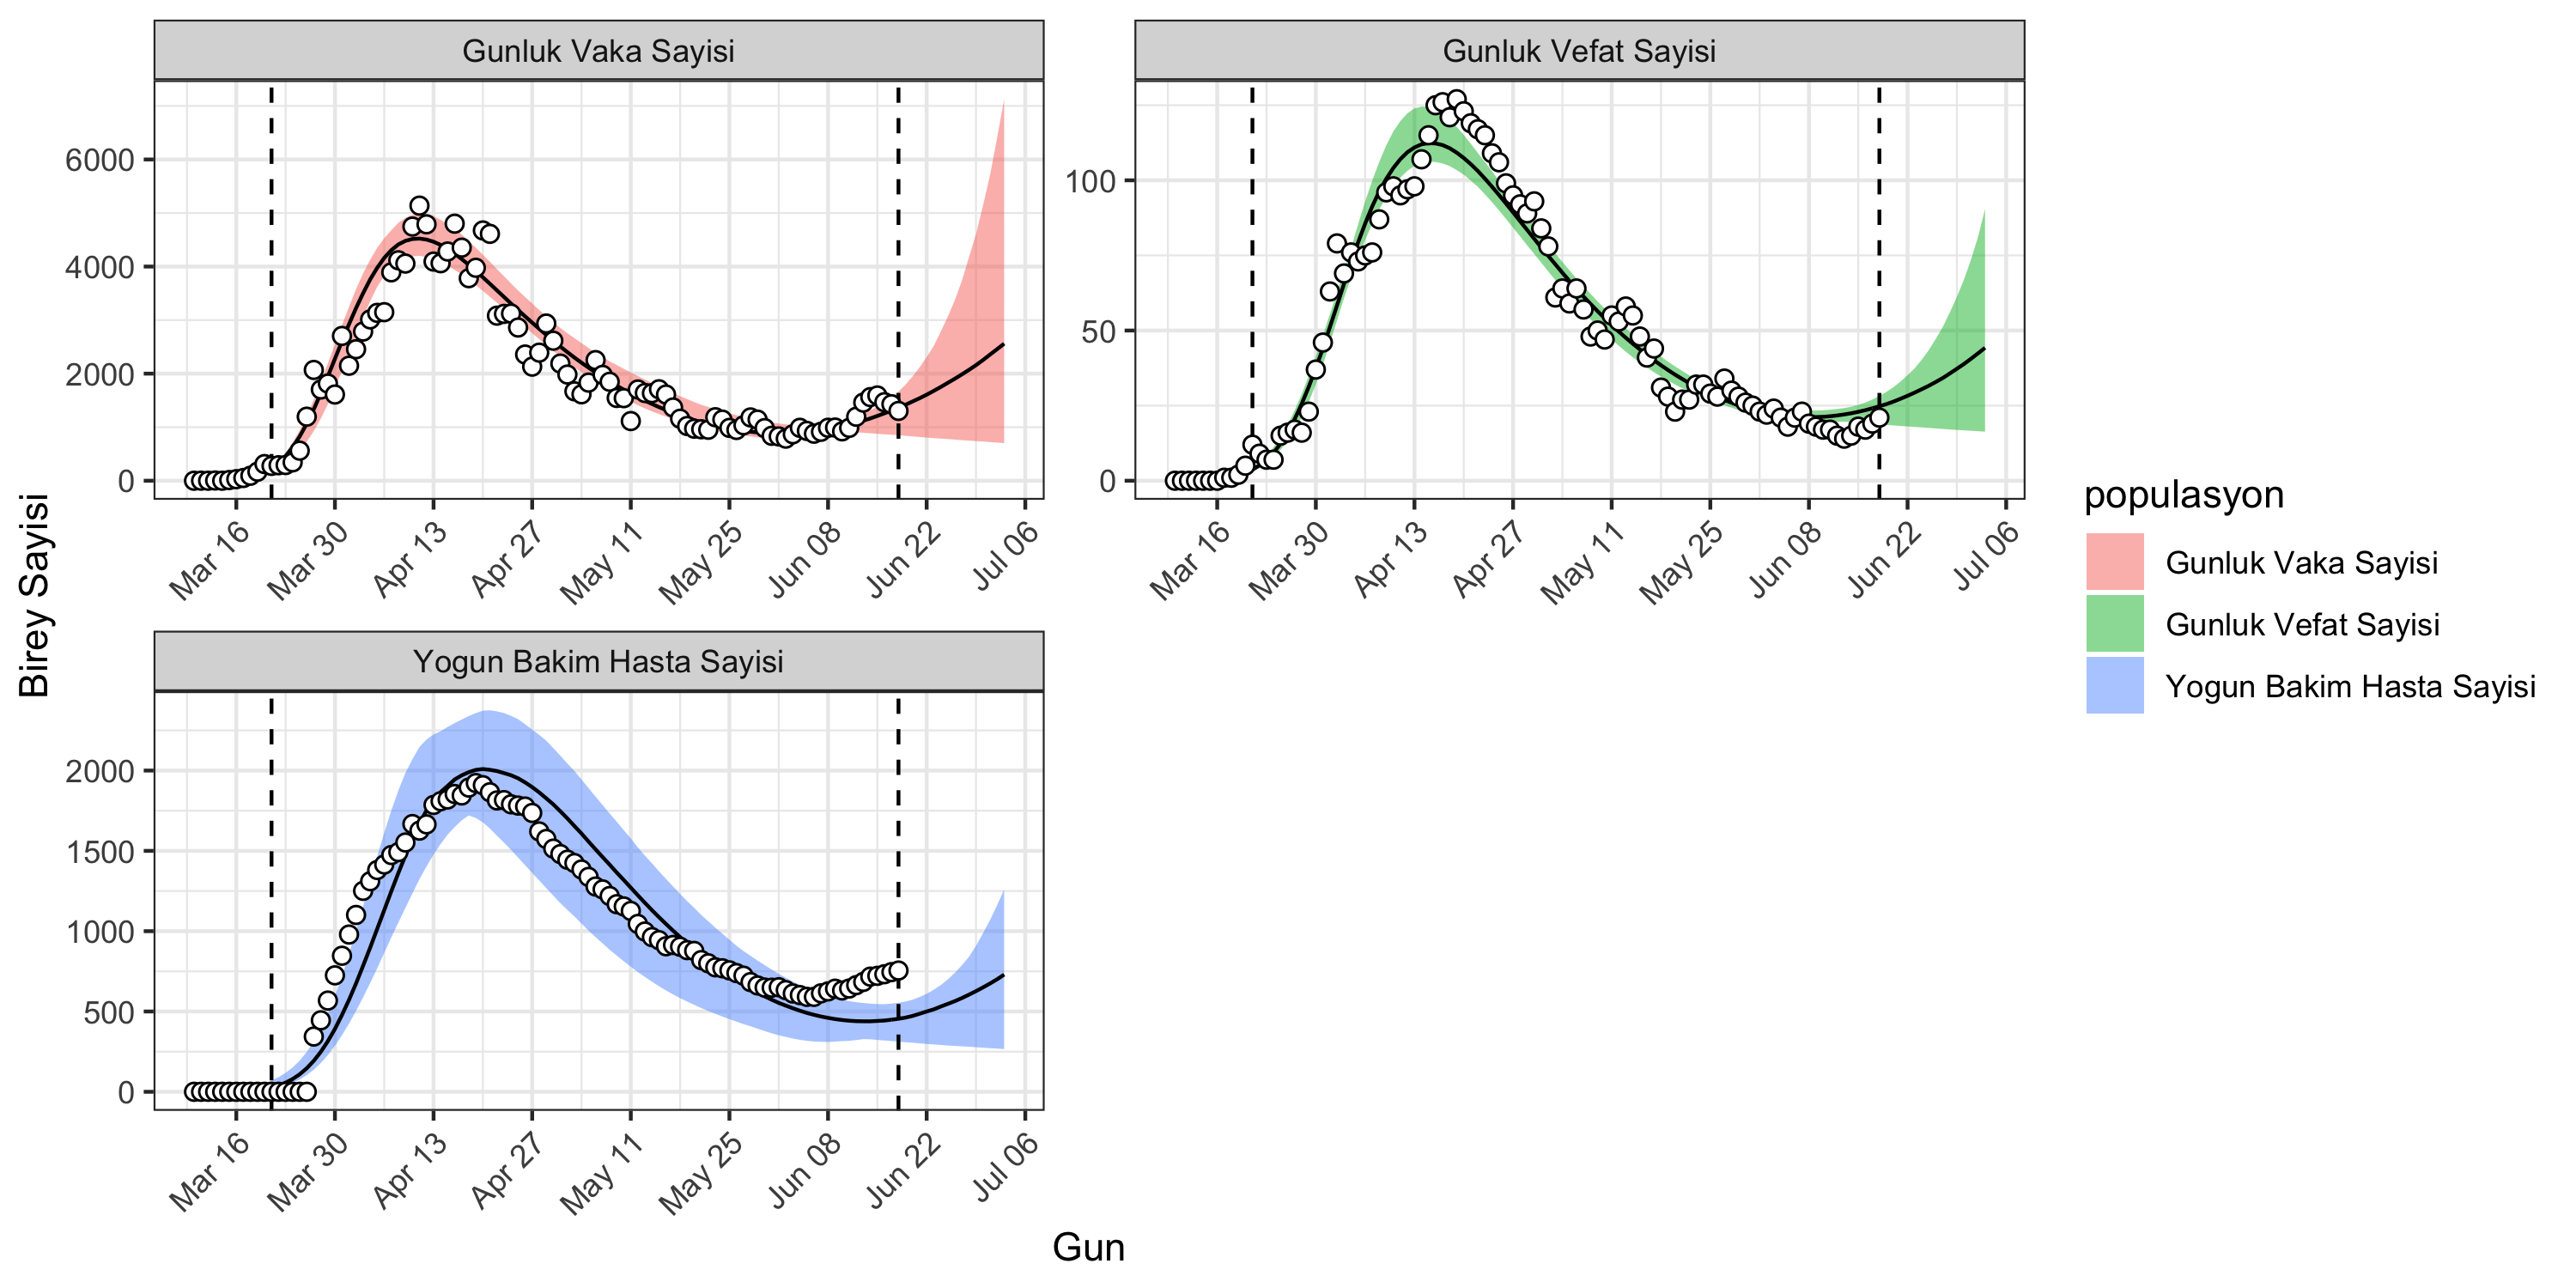 Gunluk Vaka Sayisi
Gunluk Vefat Sayisi
6000
4000
2000
0
100
50
0
Mar 16
Mar 30
Apr 13
Apr 27
May 11
May 25
Jun 08
Jun 22
Jul 06
Mar 16
Mar 30
Apr 13
Apr 27
May 11
May 25
Jun 08
Jun 22
Jul 06
Birey Sayisi
Yogun Bakim Hasta Sayisi
2000
1500
1000
500
0
Mar 16
Mar 30
Apr 13
Apr 27
May 11
May 25
Jun 08
Jun 22
Jul 06
Gun
populasyon
Gunluk Vaka Sayisi
Gunluk Vefat Sayisi
Yogun Bakim Hasta Sayisi